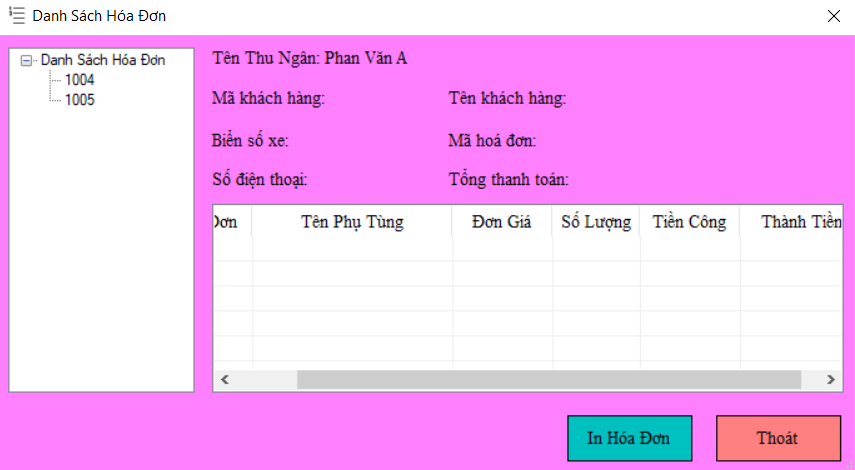 Danh Sách Hóa Đơn
Danh Sách Hóa Đơn
1004
1005
Tên Thu Ngân: Phan Văn A
Mã khách hàng: Tên khách hàng:
Biển số xe: Mã hoá đơn:
Số điện thoại: Tổng thanh toán:
Đơn Tên Phụ Tùng Đơn Giá Số Lượng Tiền Công Thành Tiền
In Hóa Đơn Thoát